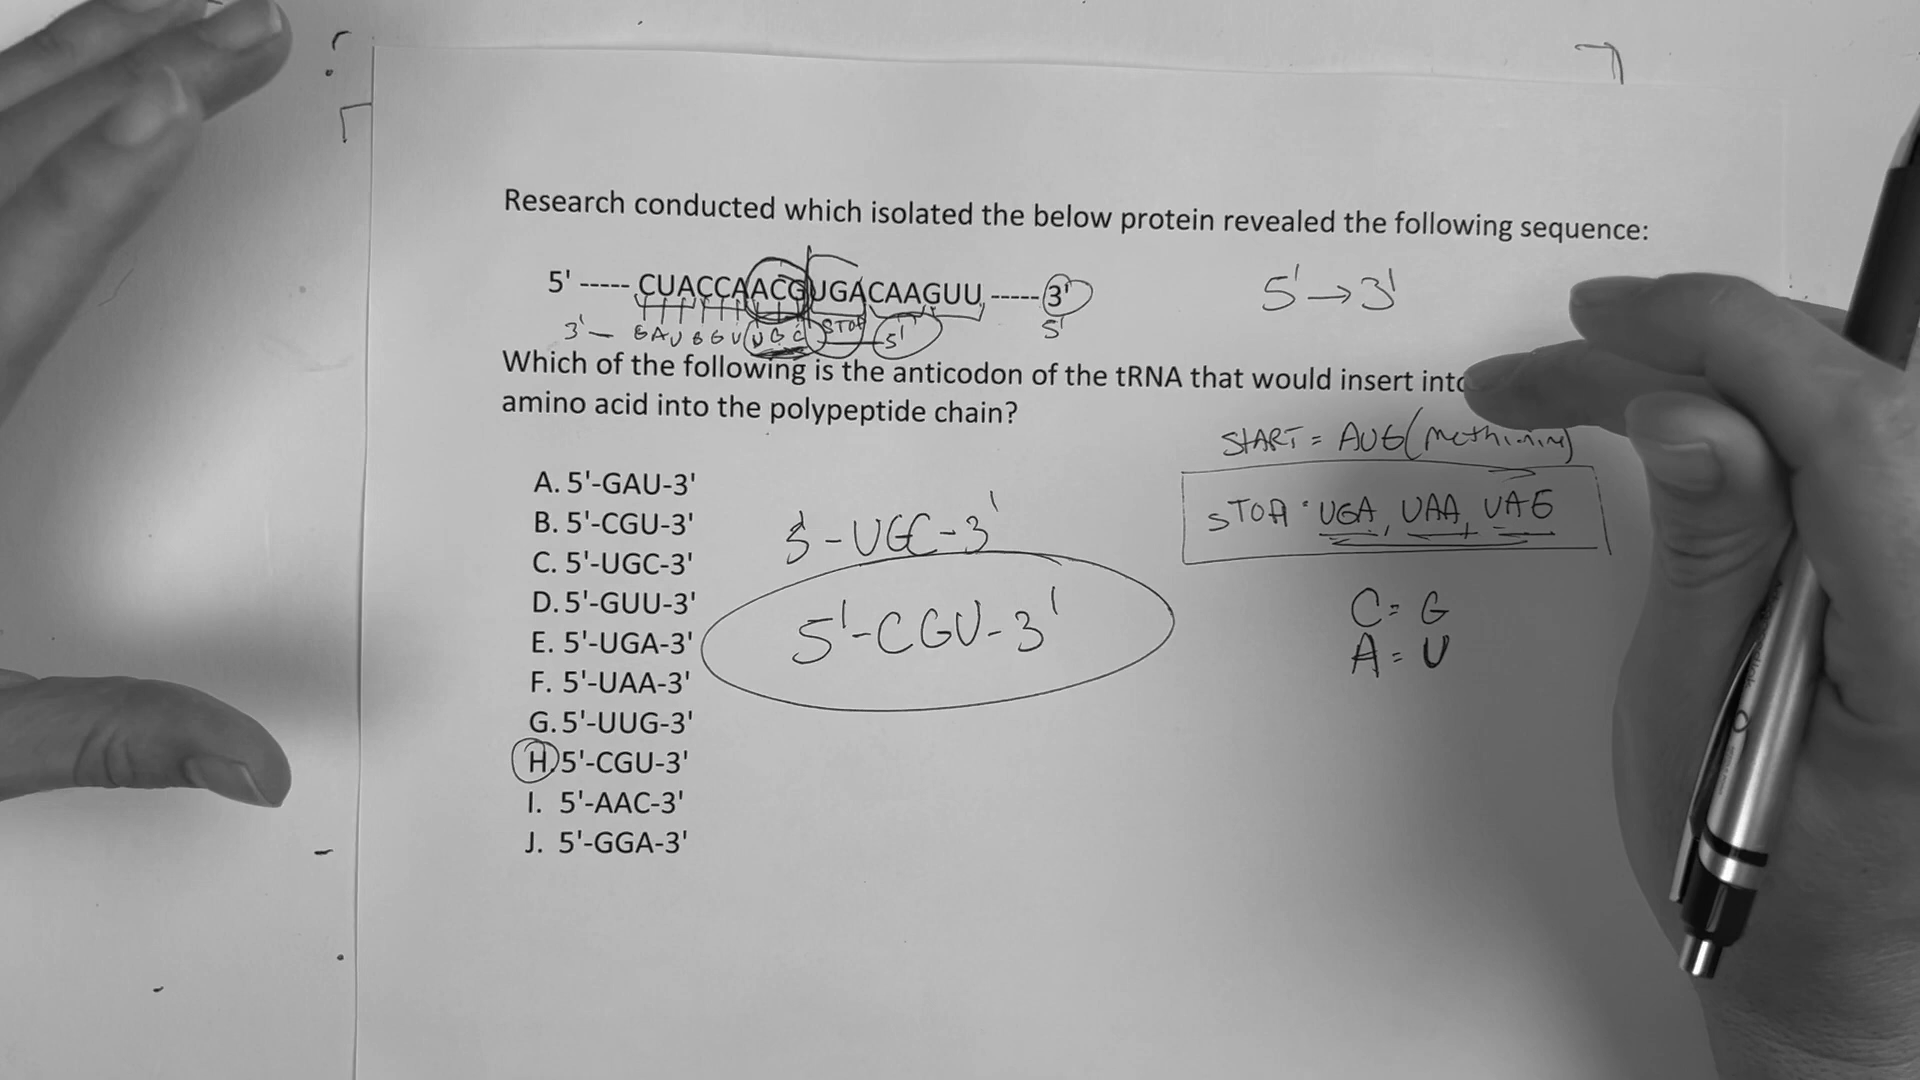 Research conducted which isolated the below protein revealed the following sequence:
5' ----- CUACCAACGUGACAAGUU ----- 3' 5' → 3'
3' — GAUGGUUGC STOP 5' 5'
Which of the following is the anticodon of the tRNA that would insert into
amino acid into the polypeptide chain?
START = AUG (methinine)
A. 5'-GAU-3'
B. 5'-CGU-3' STOP: UGA, UAA, UAG
C. 5'-UGC-3' 3'-UGC-3'
D. 5'-GUU-3' C = G
E. 5'-UGA-3' 5'-CGU-3' A = U
F. 5'-UAA-3'
G. 5'-UUG-3'
H. 5'-CGU-3'
I. 5'-AAC-3'
J. 5'-GGA-3'